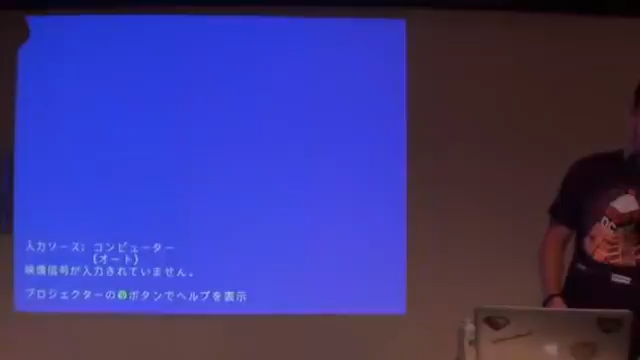 入力ソース: コンピューター
(オート)
映像信号が入力されていません。
プロジェクターの?ボタンでヘルプを表示